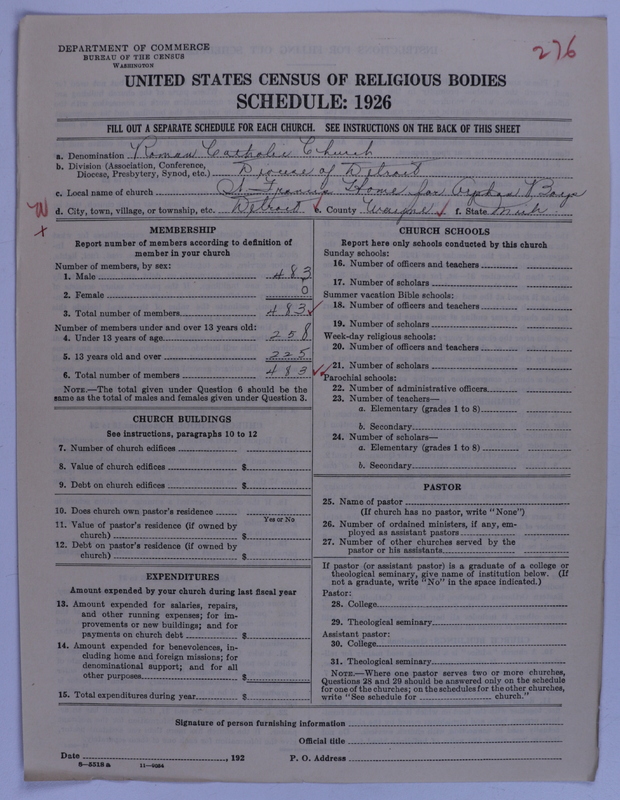 DEPARTMENT OF COMMERCE
BUREAU OF THE CENSUS
WASHINGTON
276
UNITED STATES CENSUS OF RELIGIOUS BODIES
SCHEDULE: 1926
FILL OUT A SEPARATE SCHEDULE FOR EACH CHURCH. SEE INSTRUCTIONS ON THE BACK OF THIS SHEET
a. Denomination Roman Catholic Church
b. Division (Association, Conference, Diocese, Presbytery, Synod, etc.) Diocese of Detroit
c. Local name of church St Francis Home for Orphan Boys
d. City, town, village, or township, etc. Detroit e. County Wayne f. State Mich
MEMBERSHIP
Report number of members according to definition of
member in your church
Number of members, by sex:
1. Male 483
2. Female 0
3. Total number of members 483
Number of members under and over 13 years old:
4. Under 13 years of age 258
5. 13 years old and over 225
6. Total number of members 483
NOTE.—The total given under Question 6 should be the
same as the total of males and females given under Question 3.
CHURCH BUILDINGS
See instructions, paragraphs 10 to 12
7. Number of church edifices
8. Value of church edifices $
9. Debt on church edifices $
10. Does church own pastor's residence
Yes or No
11. Value of pastor's residence (if owned by
church) $
12. Debt on pastor's residence (if owned by
church) $
EXPENDITURES
Amount expended by your church during last fiscal year
13. Amount expended for salaries, repairs,
and other running expenses; for im-
provements or new buildings; and for
payments on church debt $
14. Amount expended for benevolences, in-
cluding home and foreign missions; for
denominational support; and for all
other purposes $
15. Total expenditures during year $
CHURCH SCHOOLS
Report here only schools conducted by this church
Sunday schools:
16. Number of officers and teachers
17. Number of scholars
Summer vacation Bible schools:
18. Number of officers and teachers
19. Number of scholars
Week-day religious schools:
20. Number of officers and teachers
21. Number of scholars
Parochial schools:
22. Number of administrative officers
23. Number of teachers—
a. Elementary (grades 1 to 8)
b. Secondary
24. Number of scholars—
a. Elementary (grades 1 to 8)
b. Secondary
PASTOR
25. Name of pastor
(If church has no pastor, write "None")
26. Number of ordained ministers, if any, em-
ployed as assistant pastors
27. Number of other churches served by the
pastor or his assistants
If pastor (or assistant pastor) is a graduate of a college or
theological seminary, give name of institution below. (If
not a graduate, write "No" in the space indicated.)
Pastor:
28. College
29. Theological seminary
Assistant pastor:
30. College
31. Theological seminary
NOTE.—Where one pastor serves two or more churches,
Questions 28 and 29 should be answered only on the schedule
for one of the churches; on the schedules for the other churches,
write "See schedule for church."
Signature of person furnishing information
Official title
Date , 192 P. O. Address
8—5518 a 11—9034